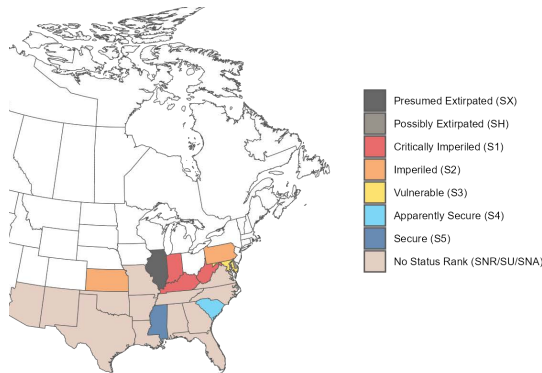 Presumed Extirpated (SX)
Possibly Extirpated (SH)
Critically Imperiled (S1)
Imperiled (S2)
Vulnerable (S3)
Apparently Secure (S4)
Secure (S5)
No Status Rank (SNR/SU/SNA)